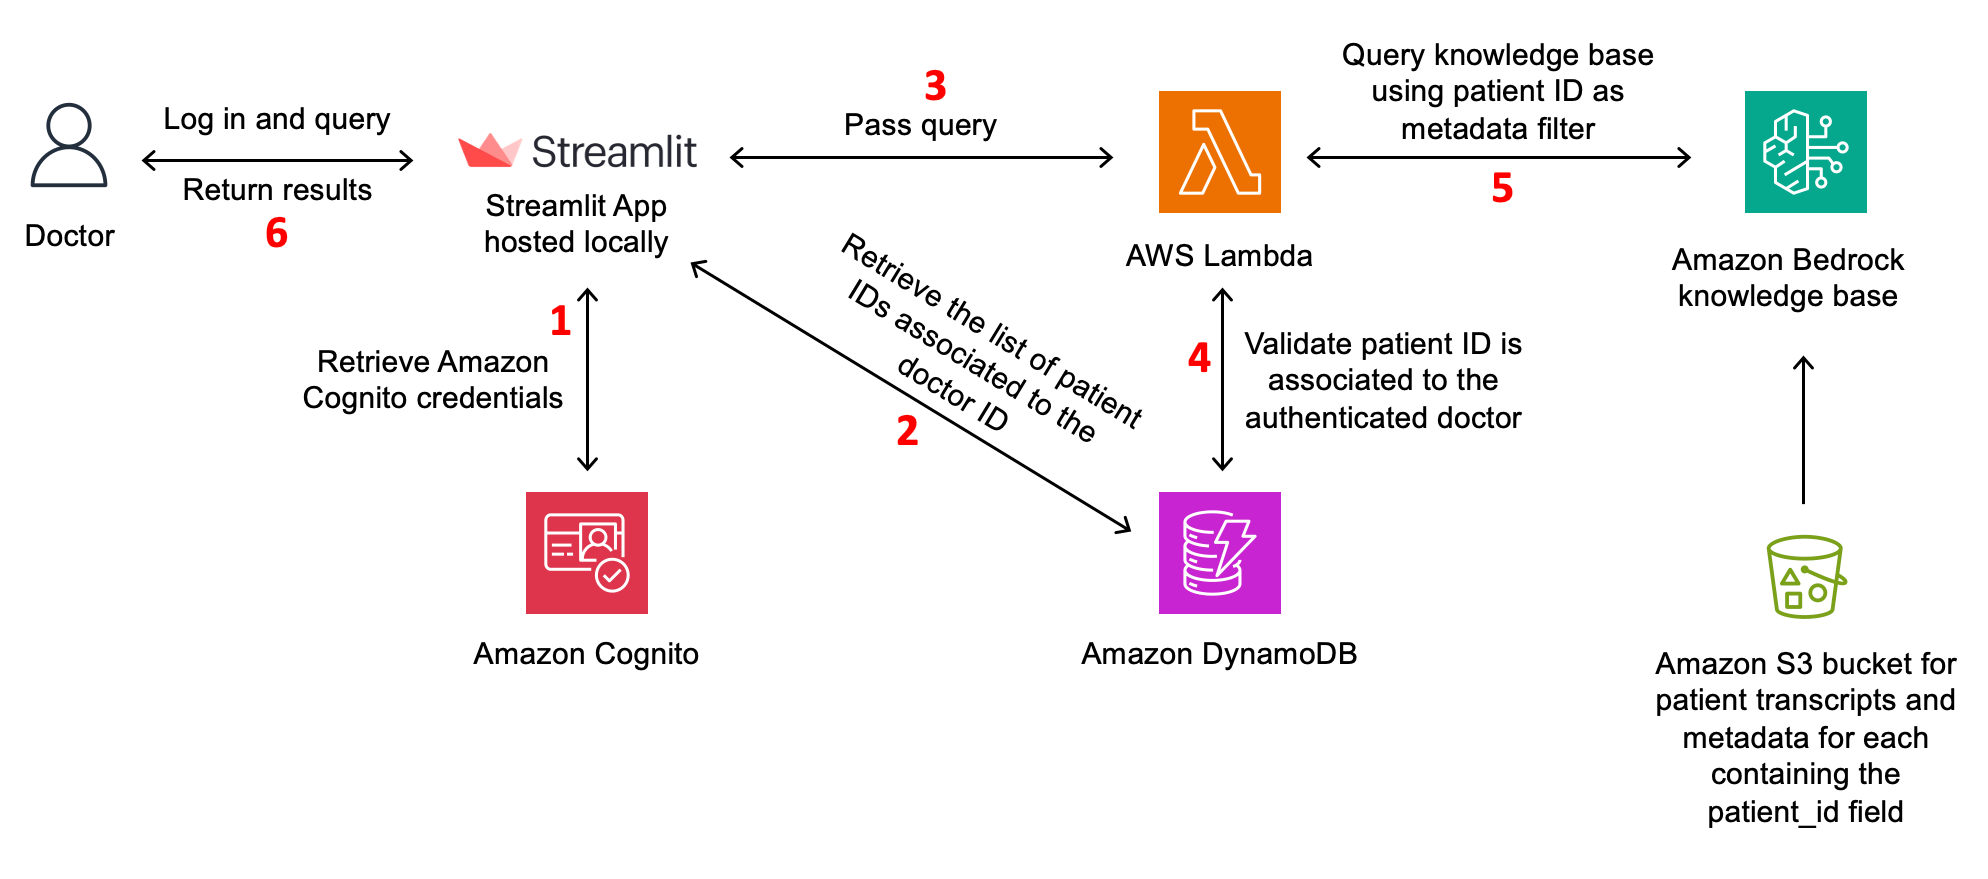 Log in and query
Return results
6
Doctor
Streamlit
Streamlit App
hosted locally
1
Retrieve Amazon
Cognito credentials
Amazon Cognito
3
Pass query
Retrieve the list of patient
IDs associated to the
doctor ID
2
AWS Lambda
4
Validate patient ID is
associated to the
authenticated doctor
Amazon DynamoDB
Query knowledge base
using patient ID as
metadata filter
5
Amazon Bedrock
knowledge base
Amazon S3 bucket for
patient transcripts and
metadata for each
containing the
patient_id field